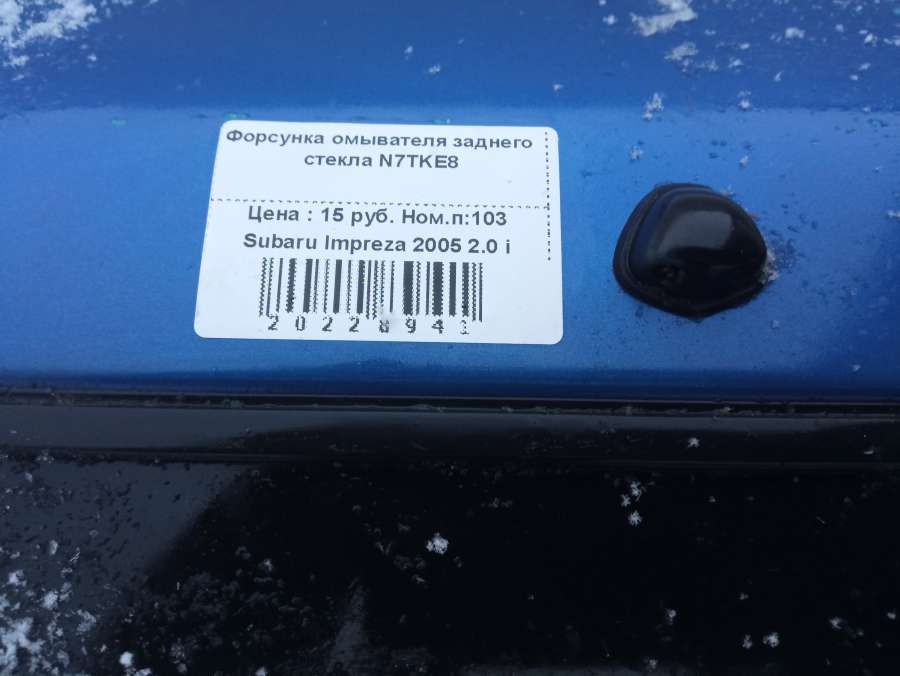 Форсунка омывателя заднего
стекла N7TKE8
Цена : 15 руб. Ном.п:103
Subaru Impreza 2005 2.0 i
20228941